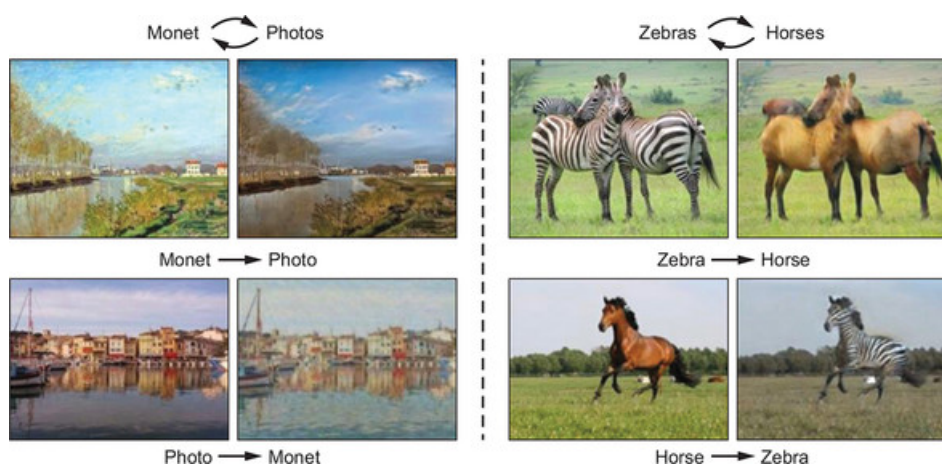 Monet Photos
Zebras Horses
Monet Photo
Zebra Horse
Photo Monet
Horse Zebra